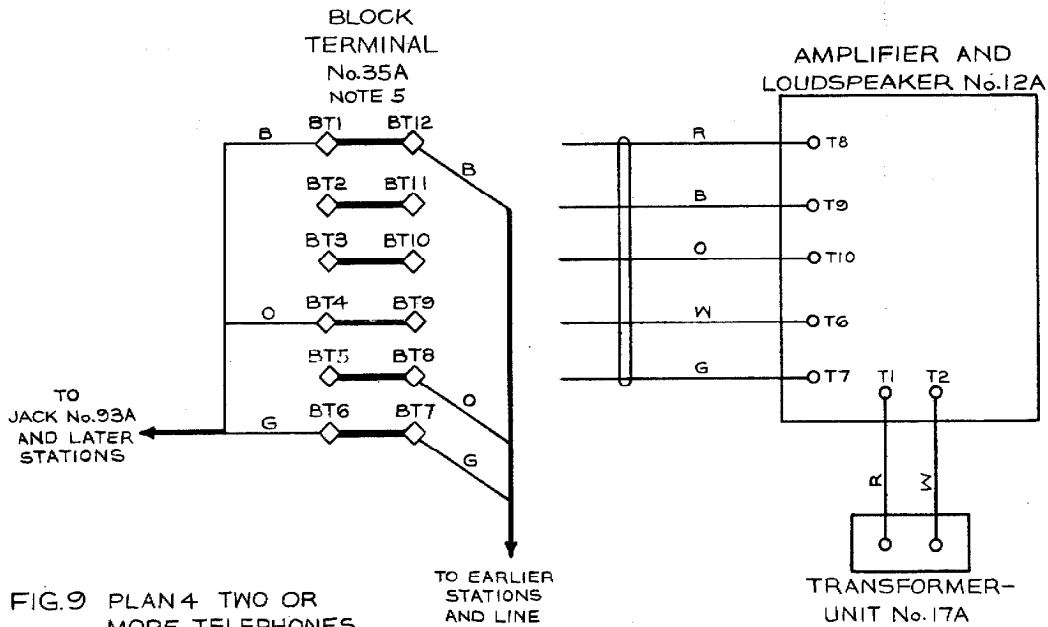 BLOCK
TERMINAL
No.35A
NOTE 5
AMPLIFIER AND
LOUDSPEAKER No.12A
B BT1 BT12
B
BT2 BT11
BT3 BT10
O BT4 BT9
BT5 BT8
O
G BT6 BT7
G
R T8
B T9
O T10
W T6
G T7
T1 T2
R W
TO
JACK No.93A
AND LATER
STATIONS
TO EARLIER
STATIONS
AND LINE
TRANSFORMER-
UNIT No.17A
FIG.9 PLAN 4 TWO OR
MORE TELEPHONES